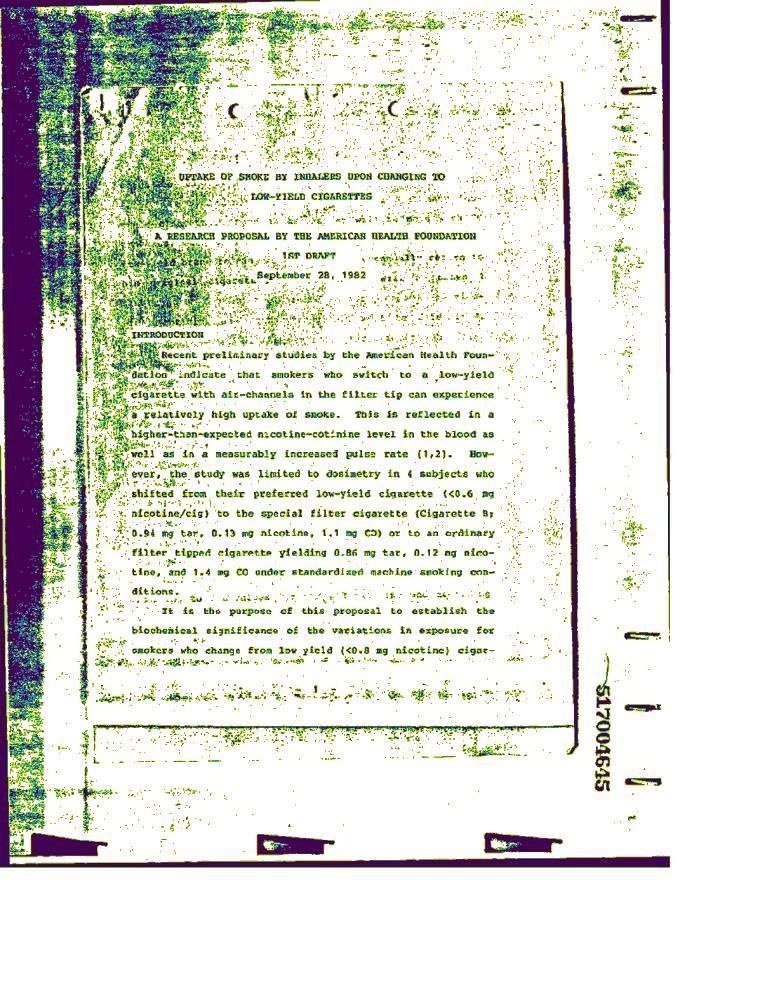 UPTAKE OF SMOKE BY INHALERS UPON CHANGING TO
LOW-YIELD CIGARETTES
A RESEARCH PROPOSAL BY THE AMERICAN HEALTH FOUNDATION
1ST DRAFT
September 28, 1982
INTRODUCTION
Recent preliminary studies by the American Health Foun-
dation indicate that smokers who switch to a low-yield
cigarette with air-channels in the filter tip can experience
a relatively high uptake of smoke. This is reflected in a
higher-than-expected nicotine-cotinine level in the blood as
well as in a measurably increased pulse rate (1,2). How-
ever, the study was limited to dosimetry in 4 subjects who
shifted from their preferred low-yield cigarette (<0.6 mg
nicotine/cig) to the special filter cigarette (Cigarette B;
0.94 mg tar, 0.13 mg nicotine, 1.1 mg CO) or to an ordinary
filter tipped cigarette yielding 0.86 mg tar, 0.12 mg nico-
tine, and 1.4 mg CO under standardized machine smoking con-
ditions.
It is the purpose of this proposal to establish the
biochemical significance of the variations in exposure for
smokers who change from low yield (<0.8 mg nicotine) cigar-
1
517004645